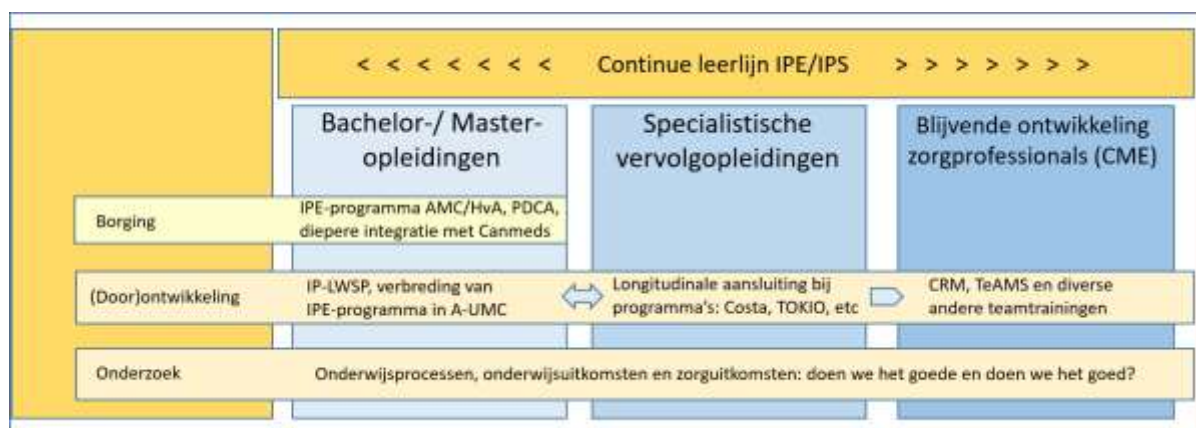 < < < < < < < Continue leerlijn IPE/IPS > > > > > > >
Bachelor-/ Master-
opleidingen
Specialistische
vervolgopleidingen
Blijvende ontwikkeling
zorgprofessionals (CME)
Borging
IPE-programma AMC/HvA, PDCA,
diepere integratie met Canmeds
(Door)ontwikkeling
IP-LWSP, verbreding van
IPE-programma in A-UMC
Longitudinale aansluiting bij
programma's: Costa, TOKIO, etc
CRM, TeAMS en diverse
andere teamtrainingen
Onderzoek
Onderwijsprocessen, onderwijsuitkomsten en zorguitkomsten: doen we het goede en doen we het goed?